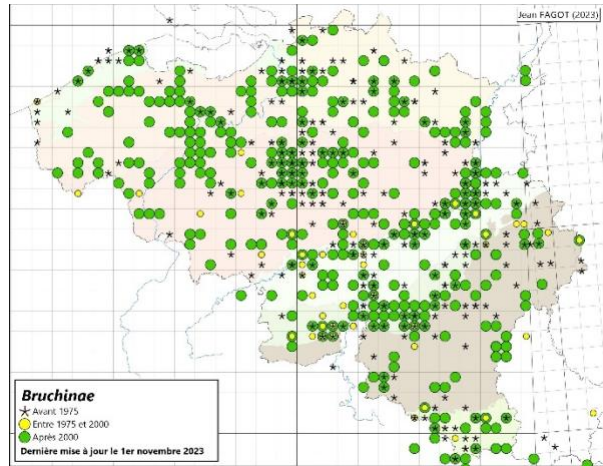 Jean FAGOT (2023)
Bruchinae
Avant 1975
Entre 1975 et 2000
Après 2000
Dernière mise à jour le 1er novembre 2023